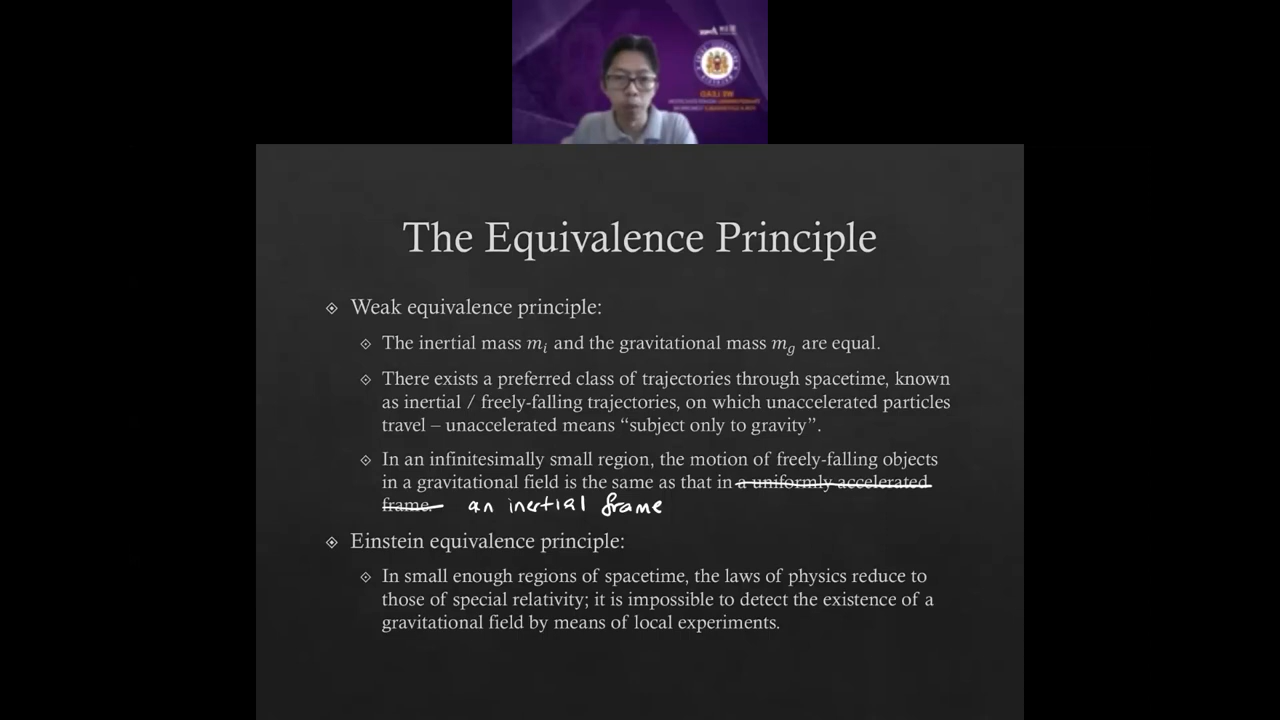 The Equivalence Principle
Weak equivalence principle:
The inertial mass mᵢ and the gravitational mass m_g are equal.
There exists a preferred class of trajectories through spacetime, known
as inertial / freely-falling trajectories, on which unaccelerated particles
travel – unaccelerated means “subject only to gravity”.
In an infinitesimally small region, the motion of freely-falling objects
in a gravitational field is the same as that in a uniformly accelerated
frame. an inertial frame
Einstein equivalence principle:
In small enough regions of spacetime, the laws of physics reduce to
those of special relativity; it is impossible to detect the existence of a
gravitational field by means of local experiments.